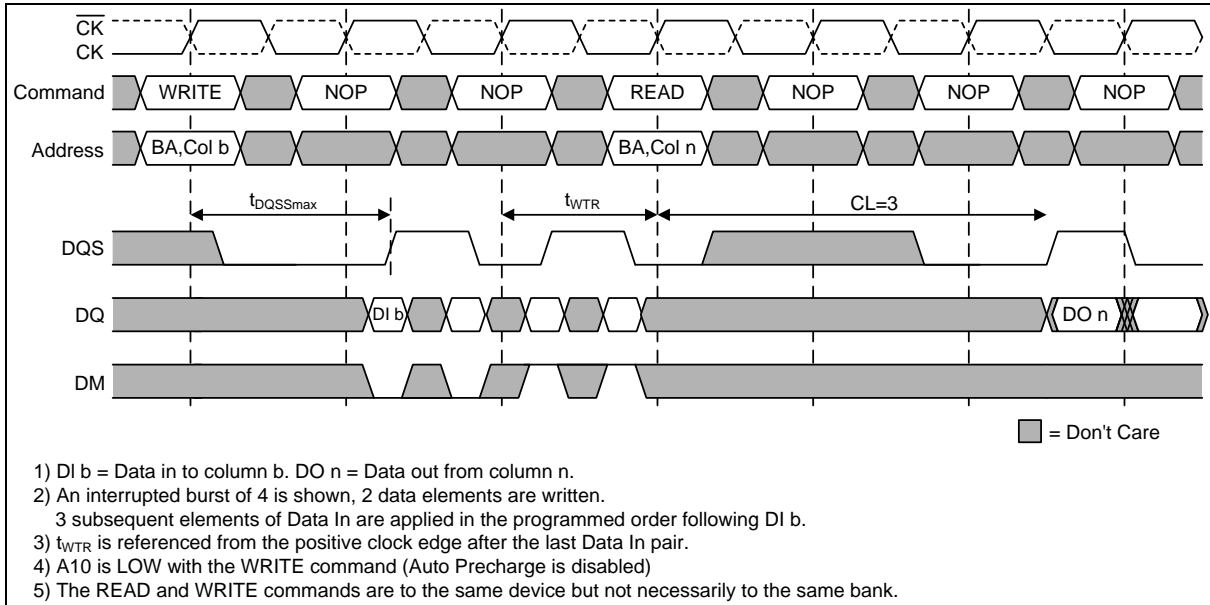 CK
CK
Command WRITE NOP NOP READ NOP NOP NOP
Address BA,Col b BA,Col n
tDQSSmax tWTR CL=3
DQS
DQ DI b DO n
DM
= Don't Care
1) DI b = Data in to column b. DO n = Data out from column n.
2) An interrupted burst of 4 is shown, 2 data elements are written.
3 subsequent elements of Data In are applied in the programmed order following DI b.
3) tWTR is referenced from the positive clock edge after the last Data In pair.
4) A10 is LOW with the WRITE command (Auto Precharge is disabled)
5) The READ and WRITE commands are to the same device but not necessarily to the same bank.